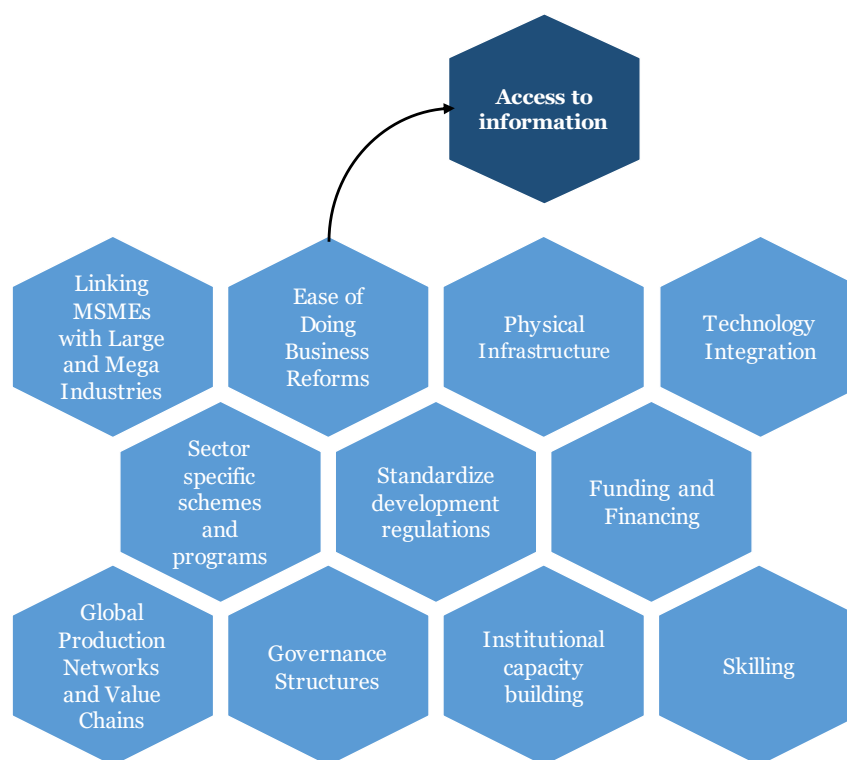 Access to
information
Linking
MSMEs
with Large
and Mega
Industries
Ease of
Doing
Business
Reforms
Physical
Infrastructure
Technology
Integration
Sector
specific
schemes
and
programs
Standardize
development
regulations
Funding and
Financing
Global
Production
Networks
and Value
Chains
Governance
Structures
Institutional
capacity
building
Skilling